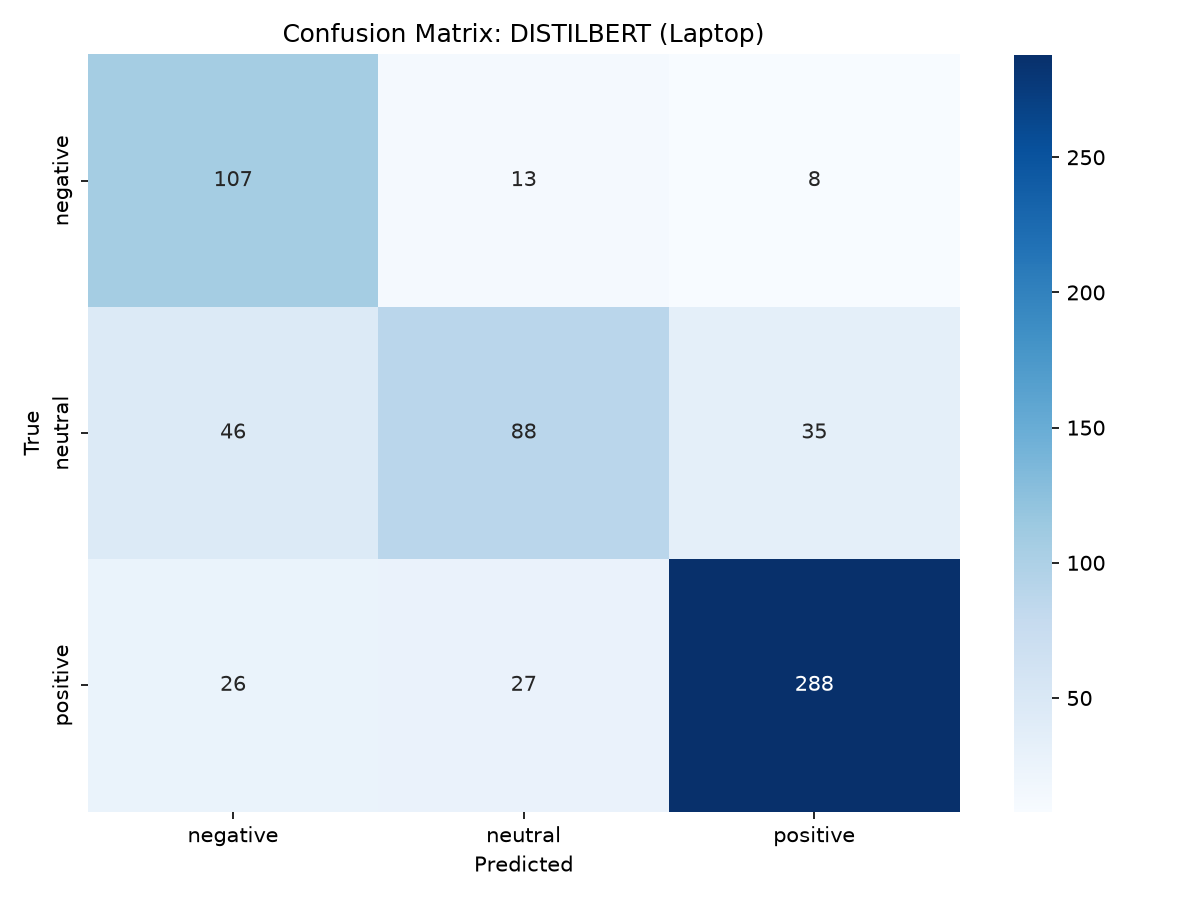 Confusion Matrix: DISTILBERT (Laptop)
True
negative
107 13 8
neutral
46 88 35
positive
26 27 288
negative neutral positive
Predicted
250
200
150
100
50